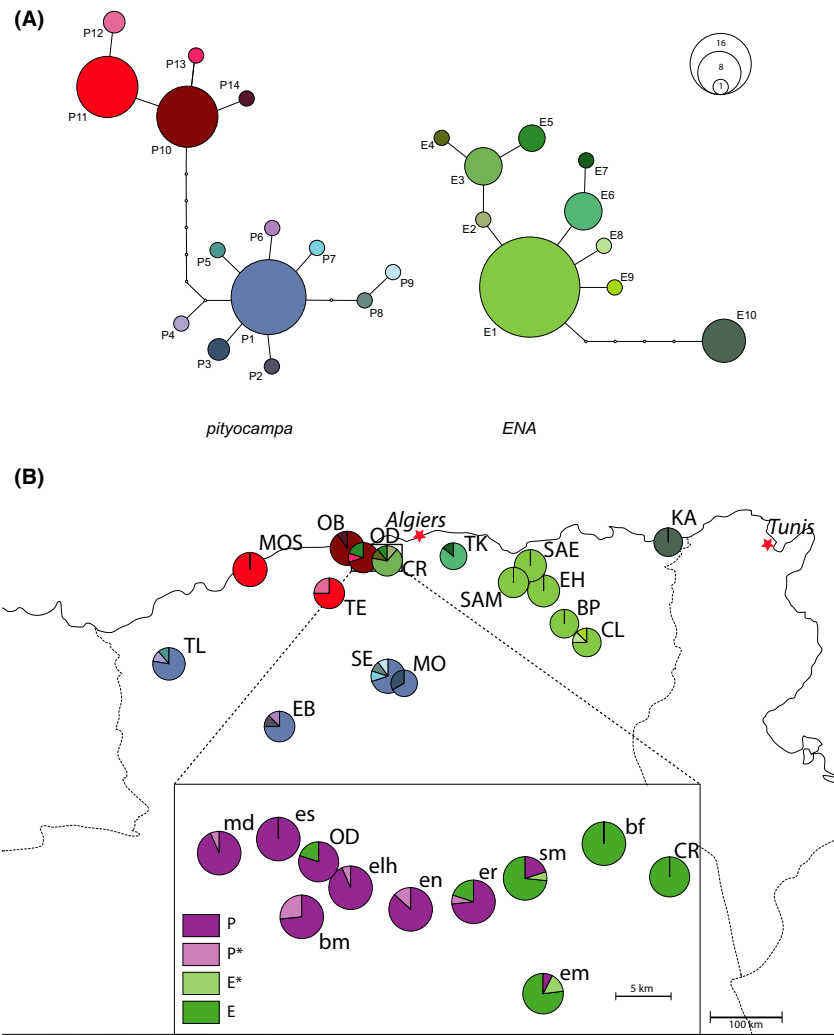 (A)
P12
P13
P14
P11
P10
P6
P7
P5
P9
P8
P4
P1
P3
P2
16
8
1
E5
E4
E3
E7
E6
E2
E8
E9
E1
E10
pityocampa
ENA
(B)
OB
OD
Algiers
KA
Tunis
MOS
CR
TK
SAE
SAM
EH
TE
BP
CL
TL
SE
MO
EB
md
es
OD
elh
bm
en
er
sm
bf
CR
em
P
P*
E*
E
5 km
100 km